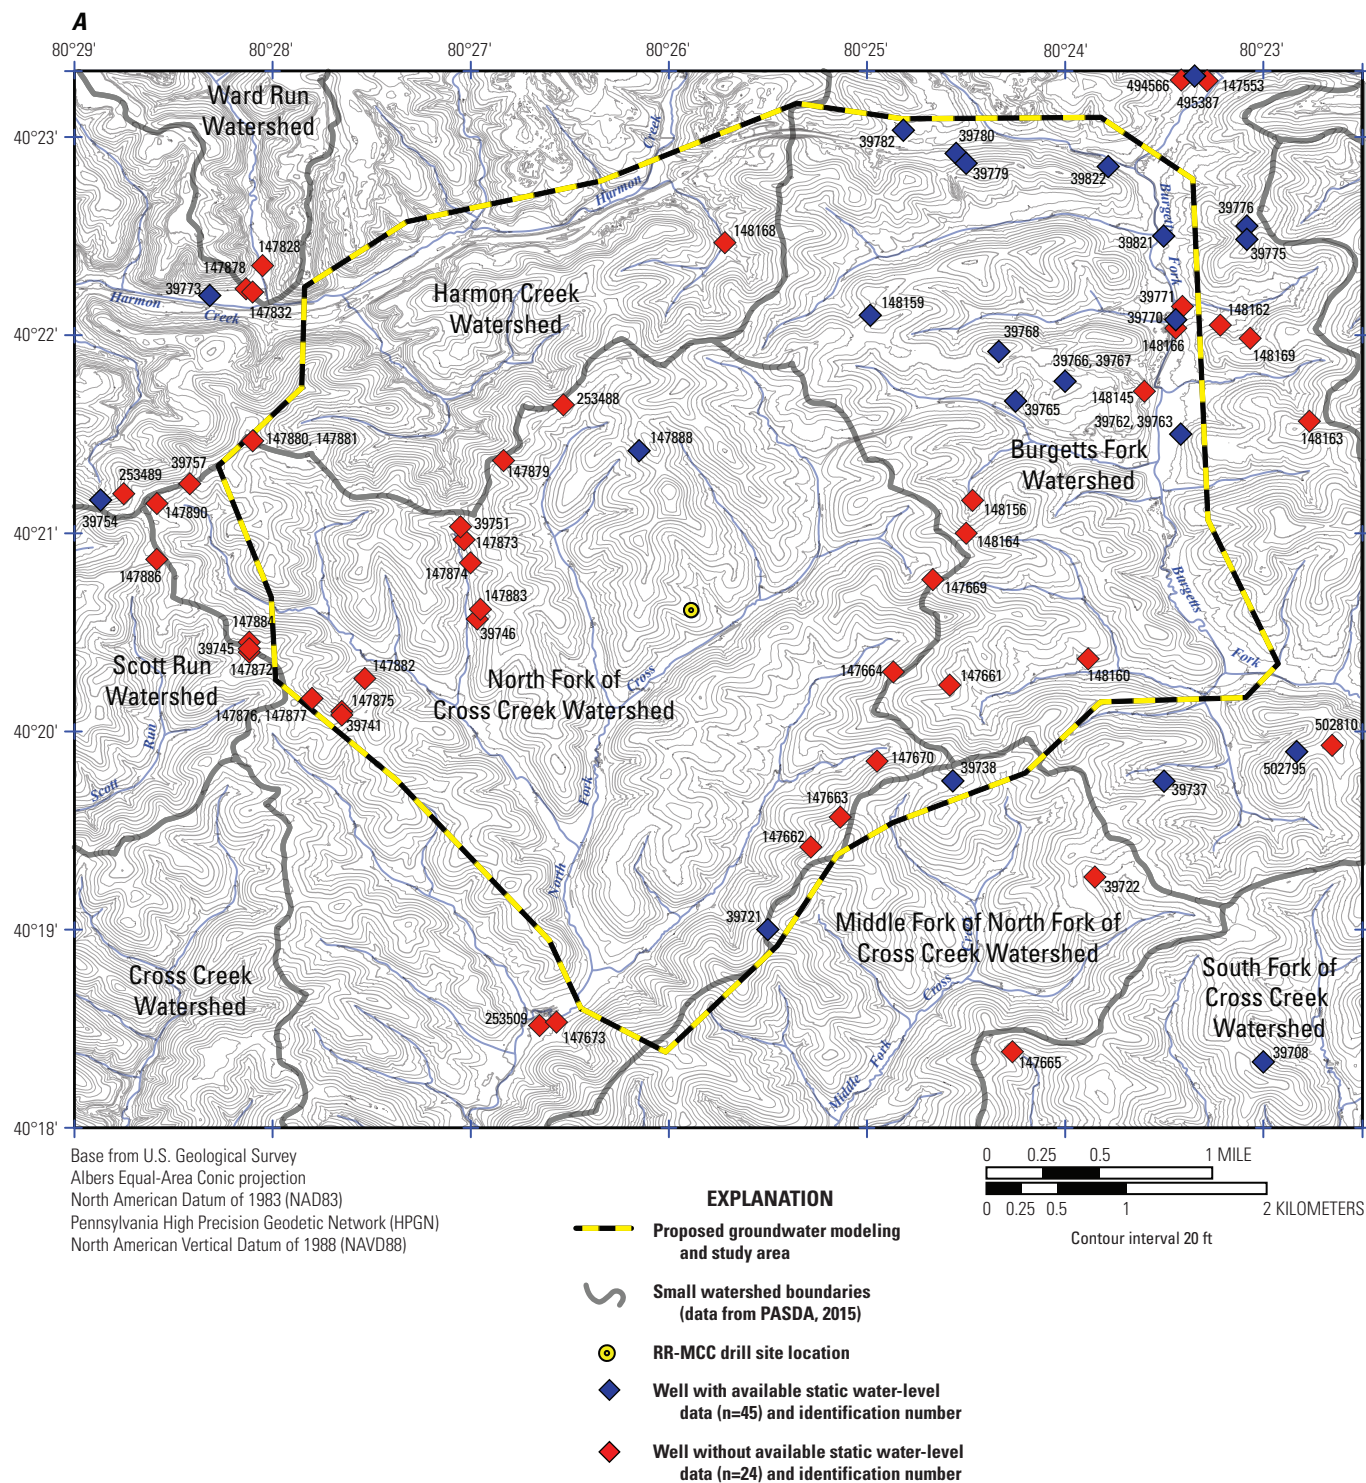 A
80°29'
80°28'
80°27'
80°26'
80°25'
80°24'
80°23'
40°23'
40°22'
40°21'
40°20'
40°19'
40°18'
Ward Run
Watershed
494566
147553
495387
Creek
Harmon
39782
39780
39779
39822
Burgetts
Fork
39776
39775
39821
147828
147878
39773
147832
Harmon
Creek
148168
Harmon Creek
Watershed
148159
39771
39770
148166
148162
148169
39768
39766, 39767
39765
148145
39762, 39763
148163
253488
147888
147880, 147881
147879
Burgetts Fork
Watershed
39757
253489
39754
147890
148156
148164
39751
147873
147874
147886
147669
Burgetts
147883
39746
147884
39745
147872
Scott Run
Watershed
147882
147875
147876, 147877
39741
North Fork of
Cross Creek Watershed
Cross
147664
147661
148160
Fork
Run
Scott
502810
502795
147670
39738
39737
Fork
147663
147662
North
39722
39721
Middle Fork of North Fork of
Cross Creek Watershed
Creek
Cross
Cross Creek
Watershed
South Fork of
Cross Creek
Watershed
253509
147673
147665
39708
Fork
Middle
Base from U.S. Geological Survey
Albers Equal-Area Conic projection
North American Datum of 1983 (NAD83)
Pennsylvania High Precision Geodetic Network (HPGN)
North American Vertical Datum of 1988 (NAVD88)
0 0.25 0.5 1 MILE
0 0.25 0.5 1 2 KILOMETERS
Contour interval 20 ft
EXPLANATION
Proposed groundwater modeling
and study area
Small watershed boundaries
(data from PASDA, 2015)
RR-MCC drill site location
Well with available static water-level
data (n=45) and identification number
Well without available static water-level
data (n=24) and identification number